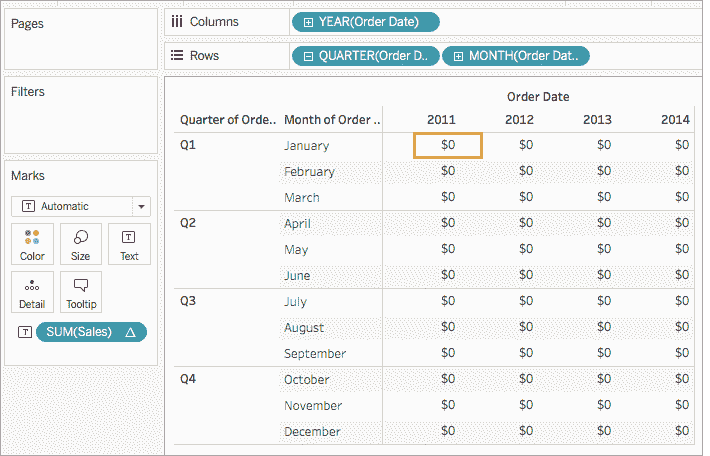 Pages
Columns
YEAR(Order Date)
Rows
QUARTER(Order D..
MONTH(Order Dat..
Filters
Marks
Automatic
Color
Size
Text
Detail
Tooltip
SUM(Sales)
Order Date
Quarter of Orde.. Month of Order .. 2011 2012 2013 2014
Q1 January $0 $0 $0 $0
February $0 $0 $0 $0
March $0 $0 $0 $0
Q2 April $0 $0 $0 $0
May $0 $0 $0 $0
June $0 $0 $0 $0
Q3 July $0 $0 $0 $0
August $0 $0 $0 $0
September $0 $0 $0 $0
Q4 October $0 $0 $0 $0
November $0 $0 $0 $0
December $0 $0 $0 $0